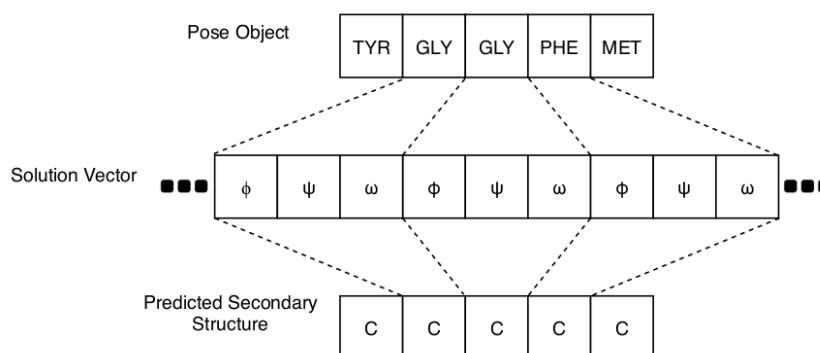 Pose Object
TYR GLY GLY PHE MET
Solution Vector
ϕ ψ ω φ ψ ω φ ψ ω
Predicted Secondary
Structure
C C C C C